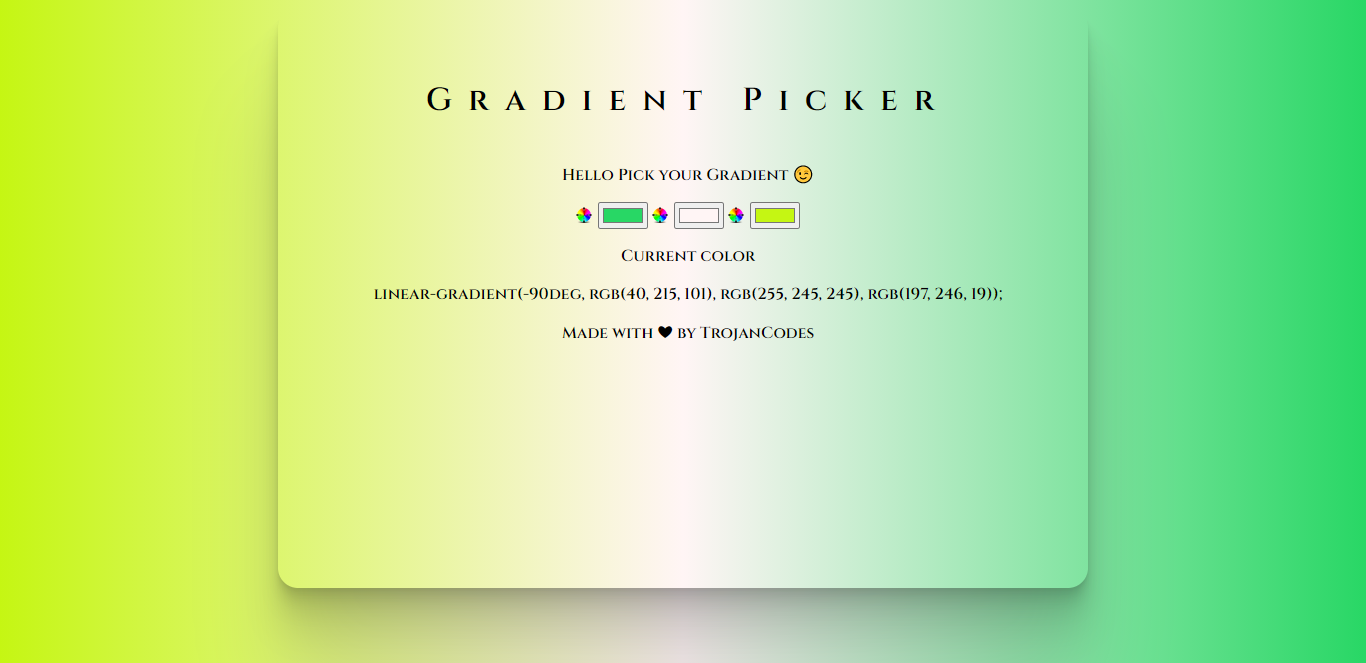 Gradient Picker
Hello Pick your Gradient 😉
Current color
linear-gradient(-90deg, rgb(40, 215, 101), rgb(255, 245, 245), rgb(197, 246, 19));
Made with ❤ by TrojanCodes